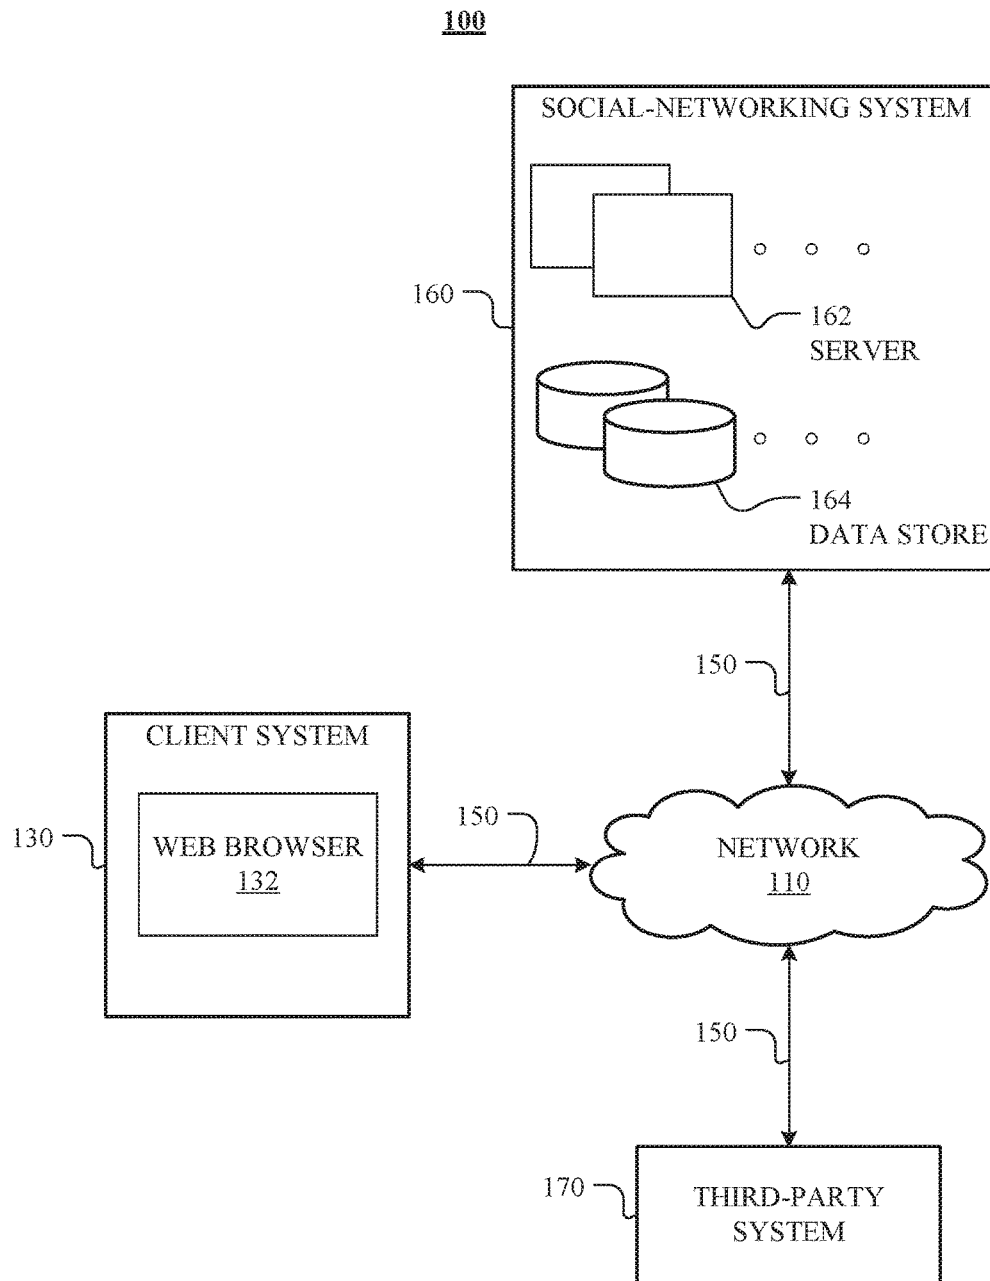 100
SOCIAL-NETWORKING SYSTEM
160
162
SERVER
164
DATA STORE
150
CLIENT SYSTEM
130
WEB BROWSER
132
150
NETWORK
110
150
170
THIRD-PARTY
SYSTEM